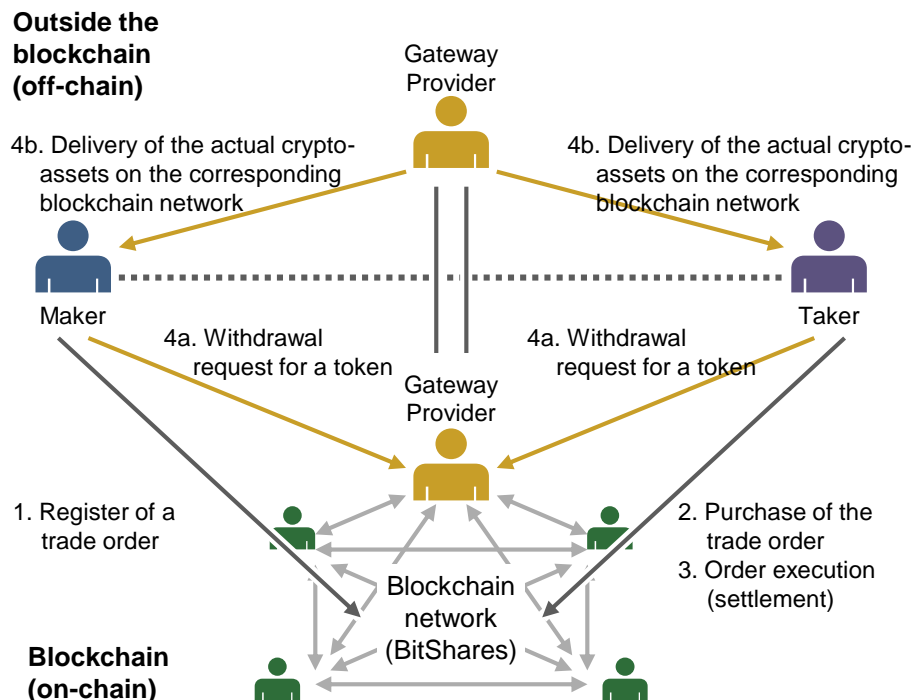 Outside the
blockchain
(off-chain)
Gateway
Provider
4b. Delivery of the actual crypto-
assets on the corresponding
blockchain network
4b. Delivery of the actual crypto-
assets on the corresponding
blockchain network
Maker
Taker
4a. Withdrawal
request for a token
4a. Withdrawal
request for a token
Gateway
Provider
1. Register of a
trade order
2. Purchase of the
trade order
3. Order execution
(settlement)
Blockchain
network
(BitShares)
Blockchain
(on-chain)